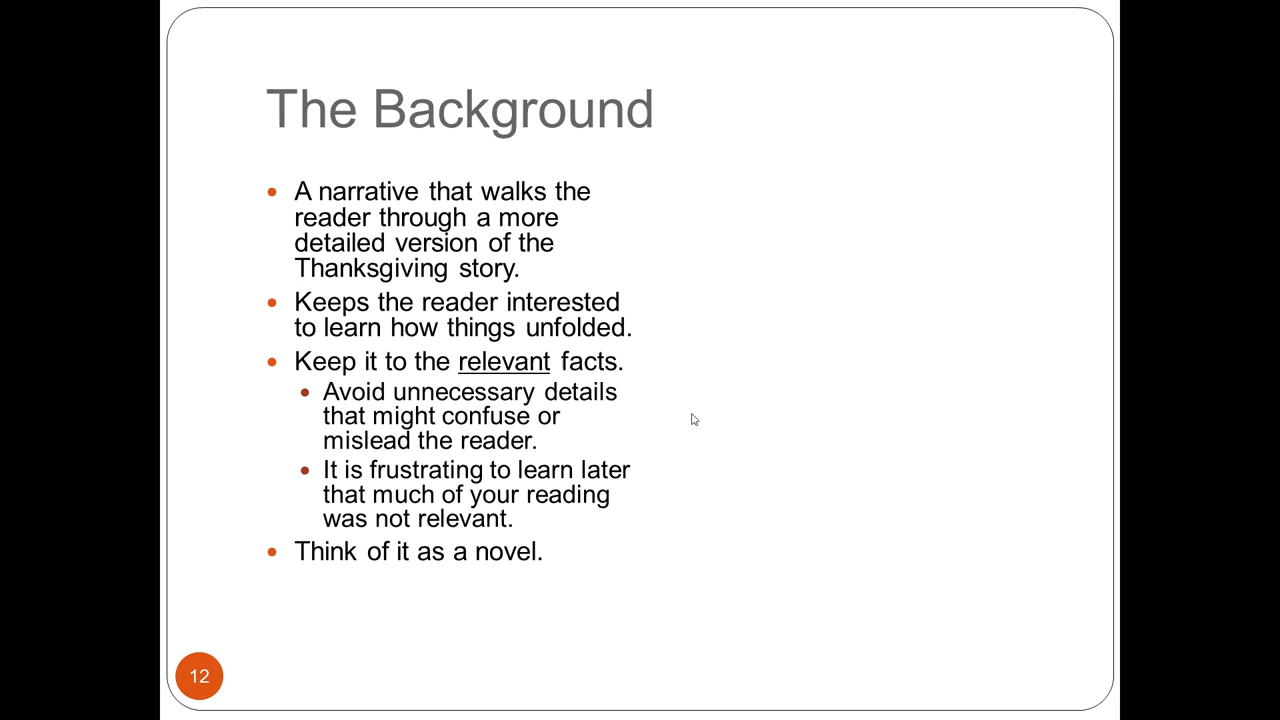 The Background
• A narrative that walks the
reader through a more
detailed version of the
Thanksgiving story.
• Keeps the reader interested
to learn how things unfolded.
• Keep it to the relevant facts.
• Avoid unnecessary details
that might confuse or
mislead the reader.
• It is frustrating to learn later
that much of your reading
was not relevant.
• Think of it as a novel.
12